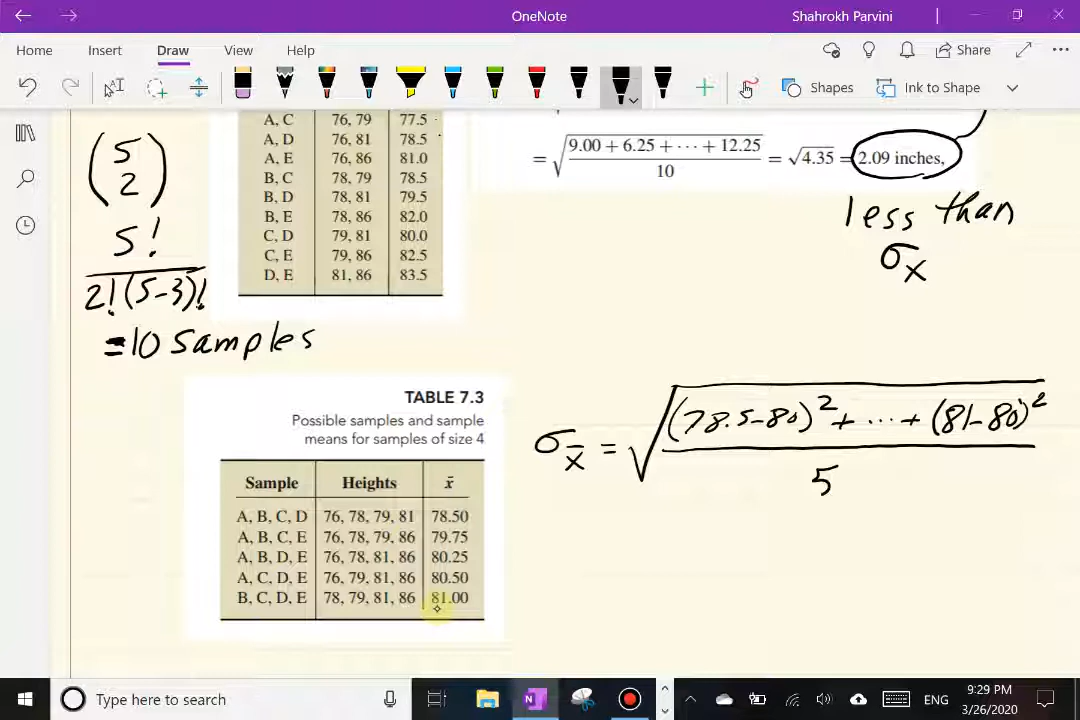 OneNote
Shahrokh Parvini
Home Insert Draw View Help
Share
Shapes
Ink to Shape
A, C 76, 79 77.5
A, D 76, 81 78.5
A, E 76, 86 81.0
B, C 78, 79 78.5
B, D 78, 81 79.5
B, E 78, 86 82.0
C, D 79, 81 80.0
C, E 79, 86 82.5
D, E 81, 86 83.5
(5
2)
5!
2!(5-3)!
=10 samples
= √ 9.00 + 6.25 + ··· + 12.25
10
= √4.35 = 2.09 inches,
less than
σx
TABLE 7.3
Possible samples and sample
means for samples of size 4
Sample Heights x̄
A, B, C, D 76, 78, 79, 81 78.50
A, B, C, E 76, 78, 79, 86 79.75
A, B, D, E 76, 78, 81, 86 80.25
A, C, D, E 76, 79, 81, 86 80.50
B, C, D, E 78, 79, 81, 86 81.00
σx̄ = √ (78.5-80)² + ... + (81-80)²
5
Type here to search
ENG
9:29 PM
3/26/2020